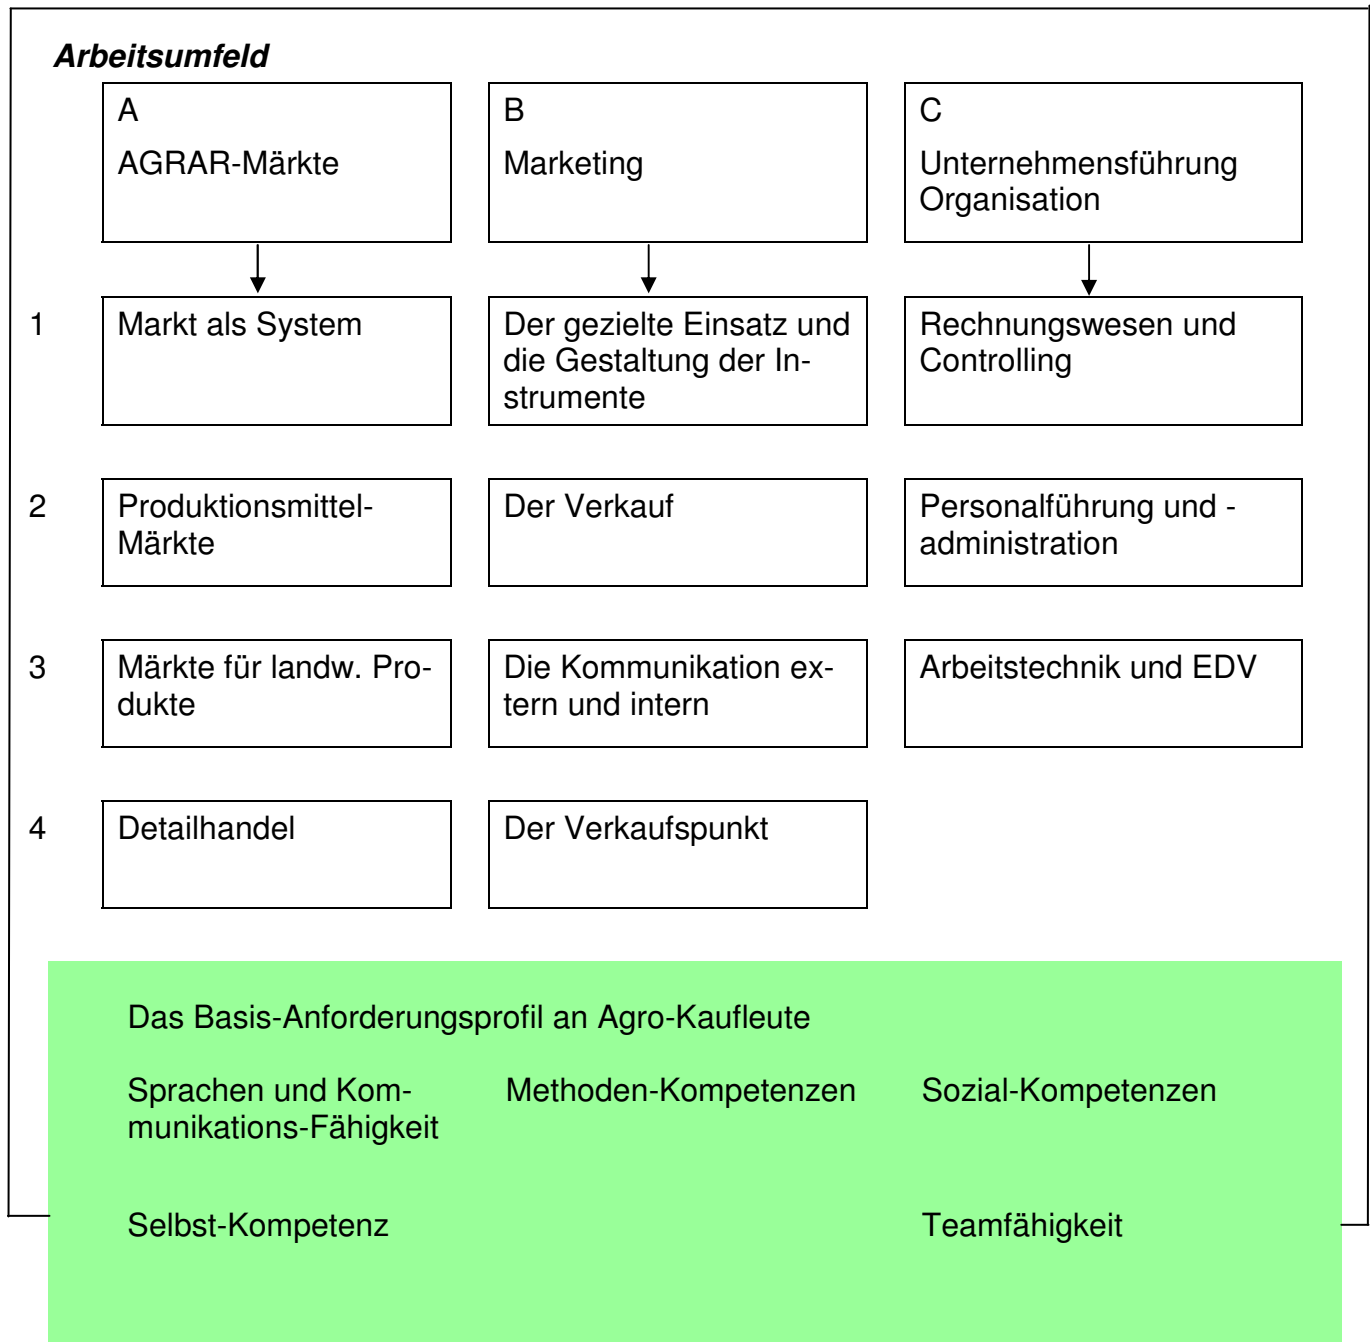 Arbeitsumfeld
A
AGRAR-Märkte
B
Marketing
C
Unternehmensführung
Organisation
1
Markt als System
Der gezielte Einsatz und
die Gestaltung der In-
strumente
Rechnungswesen und
Controlling
2
Produktionsmittel-
Märkte
Der Verkauf
Personalführung und -
administration
3
Märkte für landw. Pro-
dukte
Die Kommunikation ex-
tern und intern
Arbeitstechnik und EDV
4
Detailhandel
Der Verkaufspunkt
Das Basis-Anforderungsprofil an Agro-Kaufleute
Sprachen und Kom-
munikations-Fähigkeit
Methoden-Kompetenzen
Sozial-Kompetenzen
Selbst-Kompetenz
Teamfähigkeit